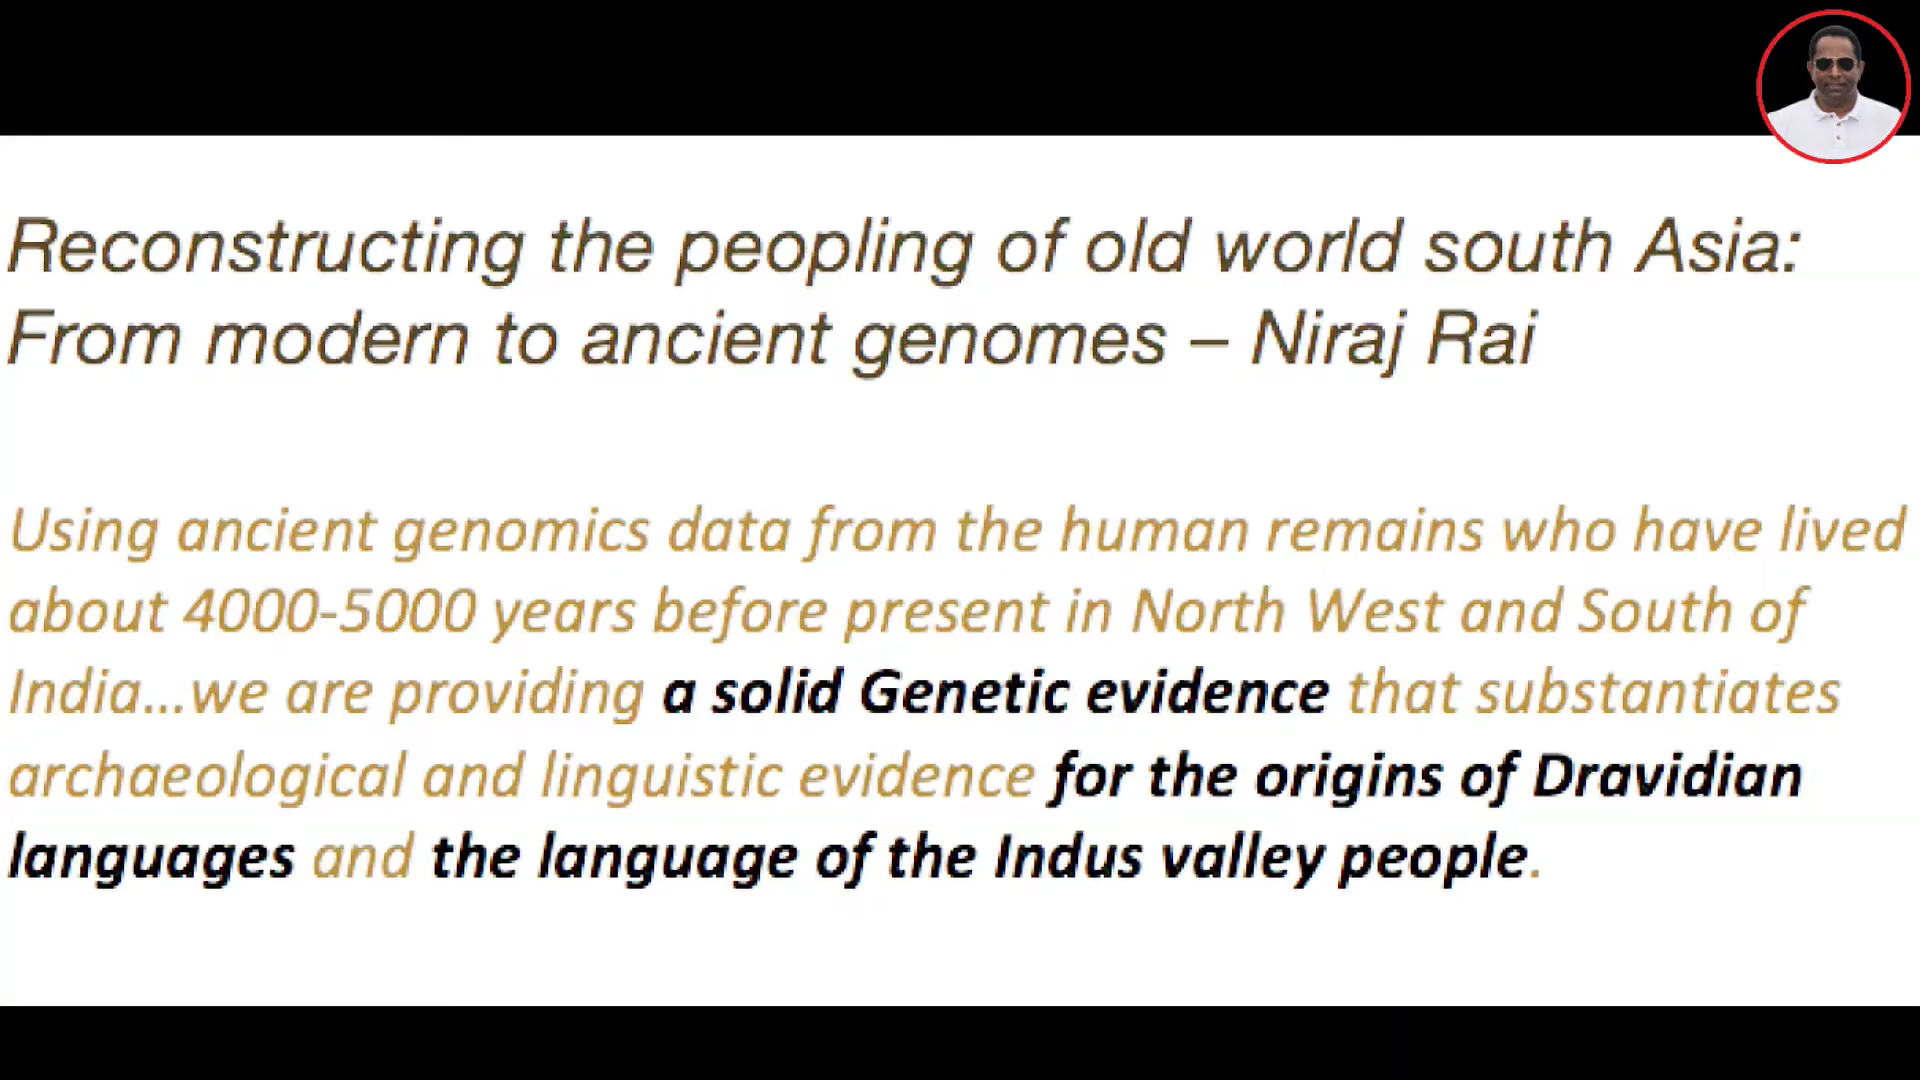 Reconstructing the peopling of old world south Asia:
From modern to ancient genomes – Niraj Rai
Using ancient genomics data from the human remains who have lived
about 4000-5000 years before present in North West and South of
India...we are providing a solid Genetic evidence that substantiates
archaeological and linguistic evidence for the origins of Dravidian
languages and the language of the Indus valley people.